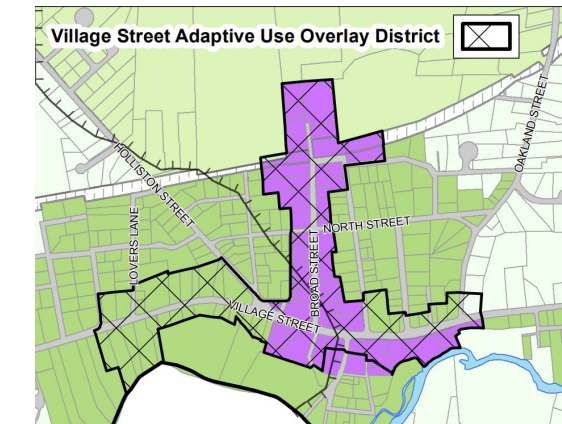 Village Street Adaptive Use Overlay District
OAKLAND STREET
HOLLISTON STREET
LOVERS LANE
NORTH STREET
BROAD STREET
VILLAGE STREET